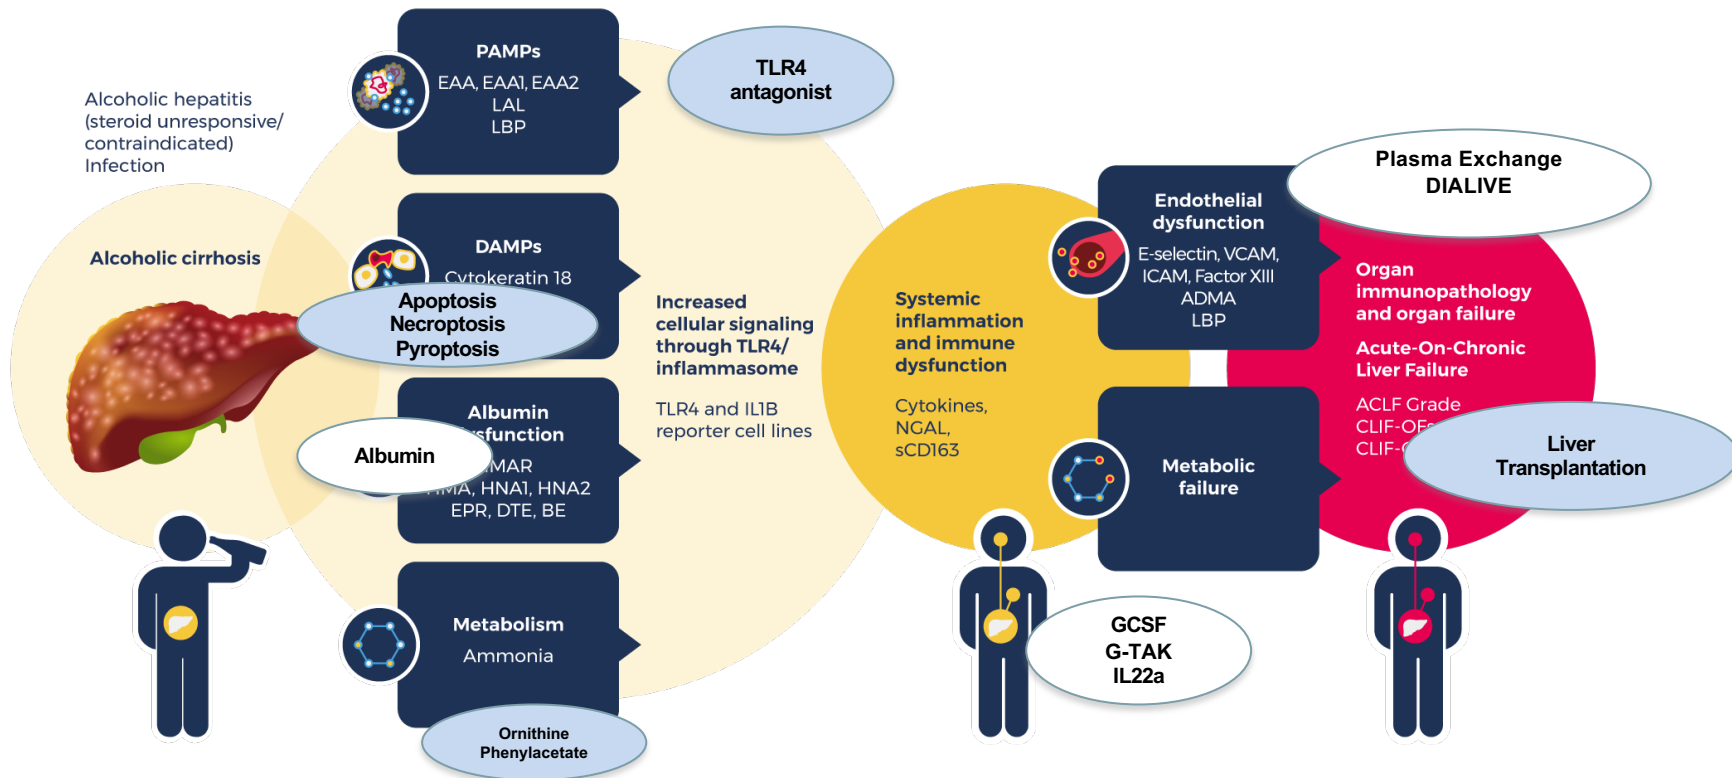 Alcoholic hepatitis
(steroid unresponsive/
contraindicated)
Infection
Alcoholic cirrhosis
PAMPs
EAA, EAA1, EAA2
LAL
LBP
TLR4
antagonist
DAMPs
Cytokeratin 18
Apoptosis
Necroptosis
Pyroptosis
Albumin
HNA1, HNA2
EPR, DTE, BE
Albumin
Metabolism
Ammonia
Ornithine
Phenylacetate
Increased
cellular signaling
through TLR4/
inflammasome
TLR4 and IL1B
reporter cell lines
Systemic
inflammation
and immune
dysfunction
Cytokines,
NGAL,
sCD163
Endothelial
dysfunction
E-selectin, VCAM,
ICAM, Factor XIII
ADMA
LBP
Plasma Exchange
DIALIVE
Metabolic
failure
GCSF
G-TAK
IL22a
Organ
immunopathology
and organ failure
Acute-On-Chronic
Liver Failure
ACLF Grade
Liver
Transplantation